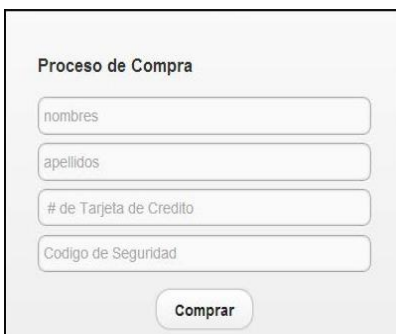 Proceso de Compra
nombres
apellidos
# de Tarjeta de Credito
Codigo de Seguridad
Comprar